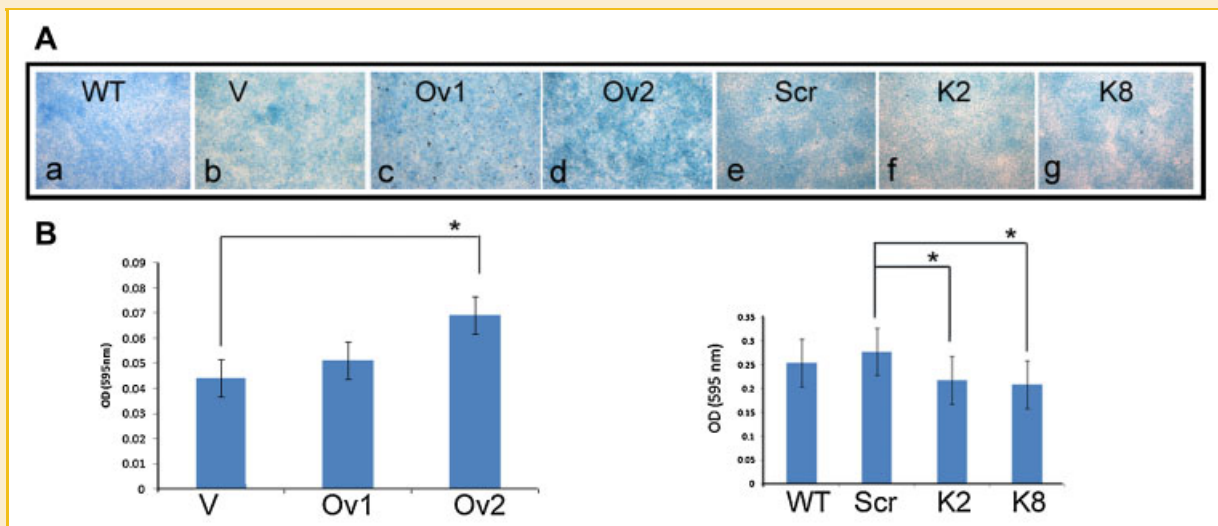 A
WT V Ov1 Ov2 Scr K2 K8
a b c d e f g
B
* * *
OD (595nm)
0.09
0.08
0.07
0.06
0.05
0.04
0.03
0.02
0.01
0
V Ov1 Ov2
OD (595 nm)
0.35
0.3
0.25
0.2
0.15
0.1
0.05
0
WT Scr K2 K8